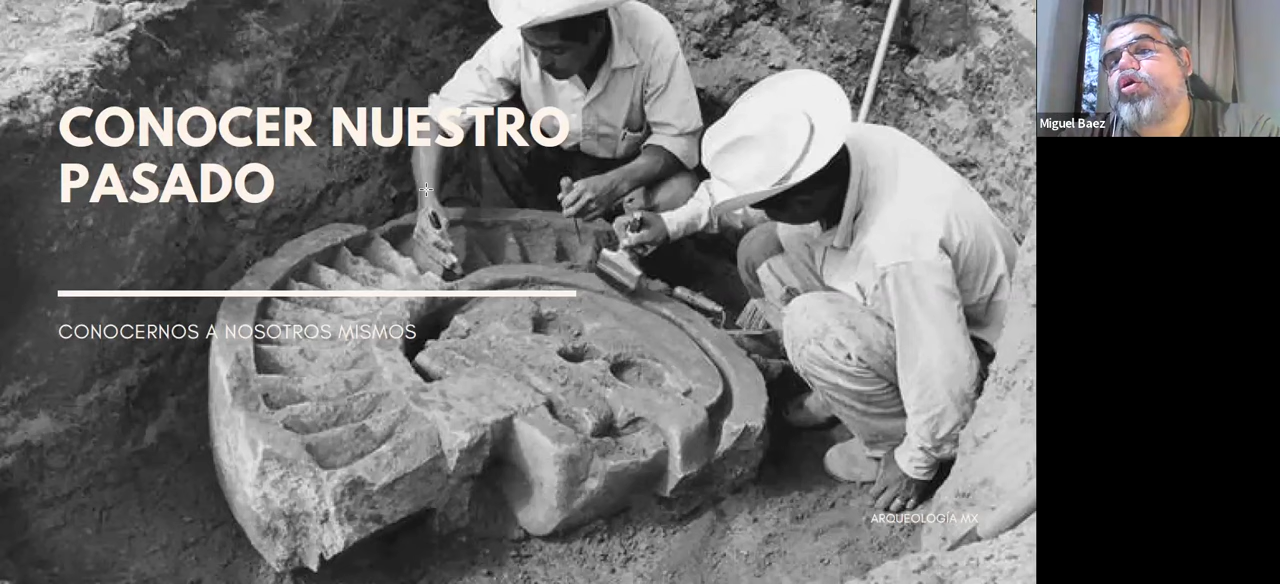 CONOCER NUESTRO
PASADO
CONOCERNOS A NOSOTROS MISMOS
ARQUEOLOGÍA MX
Miguel Baez